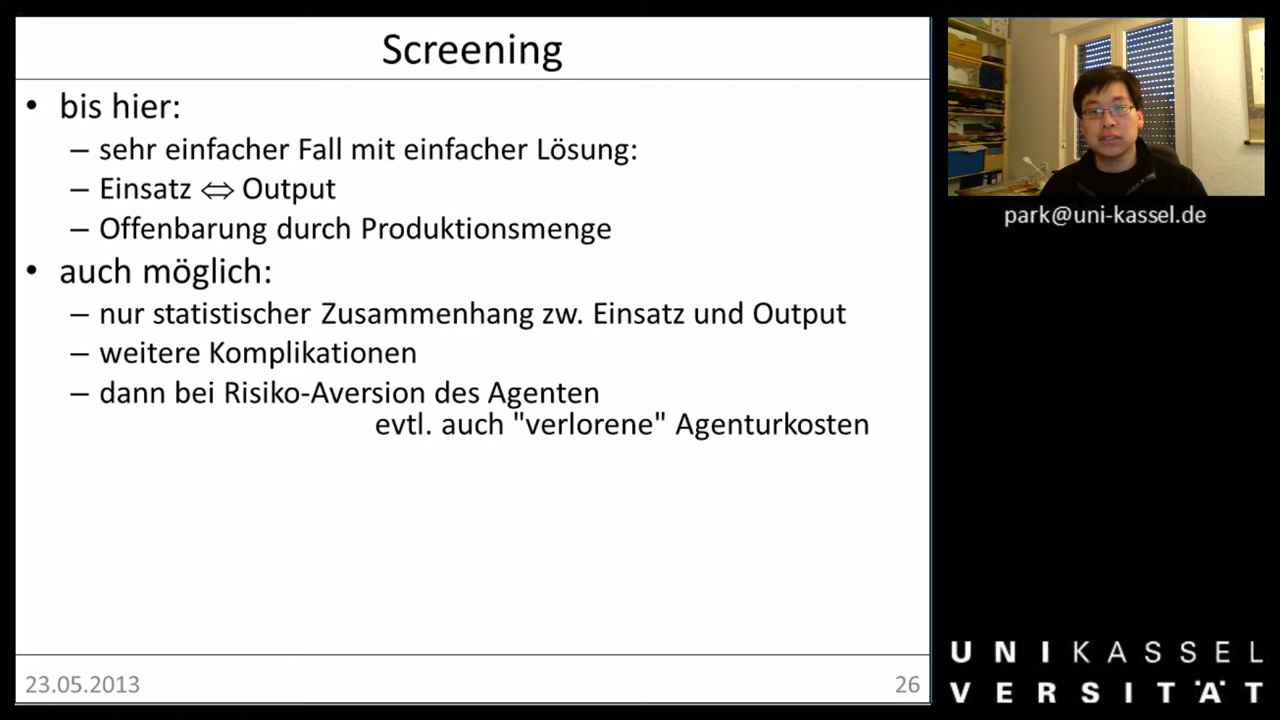 Screening
• bis hier:
– sehr einfacher Fall mit einfacher Lösung:
– Einsatz ⇔ Output
– Offenbarung durch Produktionsmenge
• auch möglich:
– nur statistischer Zusammenhang zw. Einsatz und Output
– weitere Komplikationen
– dann bei Risiko-Aversion des Agenten
evtl. auch "verlorene" Agenturkosten
23.05.2013
26
park@uni-kassel.de
UNIKASSEL
VERSITÄT